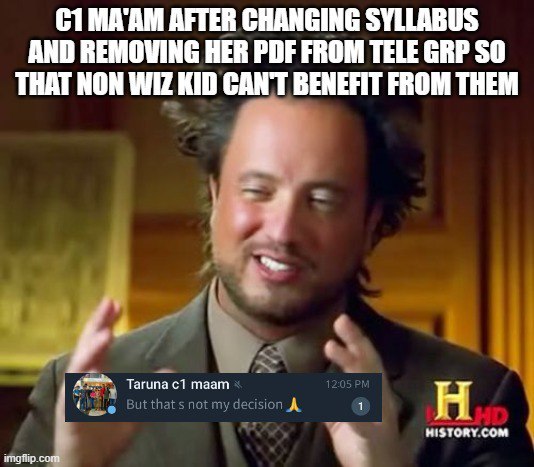 C1 MA'AM AFTER CHANGING SYLLABUS
AND REMOVING HER PDF FROM TELE GRP SO
THAT NON WIZ KID CAN'T BENEFIT FROM THEM
Taruna c1 maam 12:05 PM
But that s not my decision 🙏 1
H HD
HISTORY.COM
imgflip.com